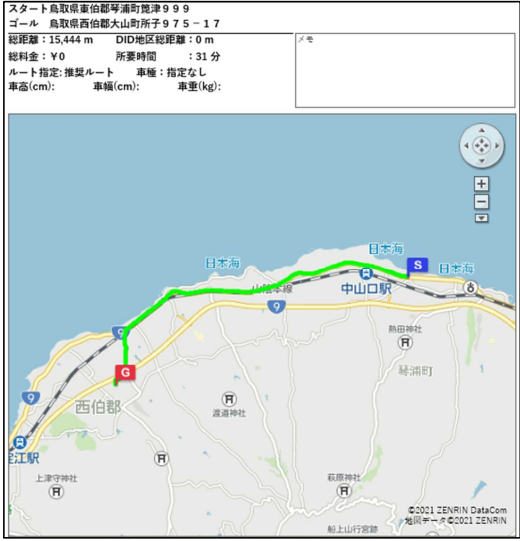 スタート鳥取県東伯郡琴浦町箆津９９９
ゴール　鳥取県西伯郡大山町所子９７５－１７
総距離：15,444 m　DID地区総距離：0 m
総料金：￥0　所要時間　：31 分
ルート指定: 推奨ルート　車種：指定なし
車高(cm):　車幅(cm):　車重(kg):
メモ
日本海
日本海
S
日本海
山陰本線
中山口駅
9
9
熱田神社
G
琴浦町
9
西伯郡
渡道神社
淀江駅
上津守神社
萩原神社
船上山行宮跡
©2021 ZENRIN DataCom
地図データ©2021 ZENRIN